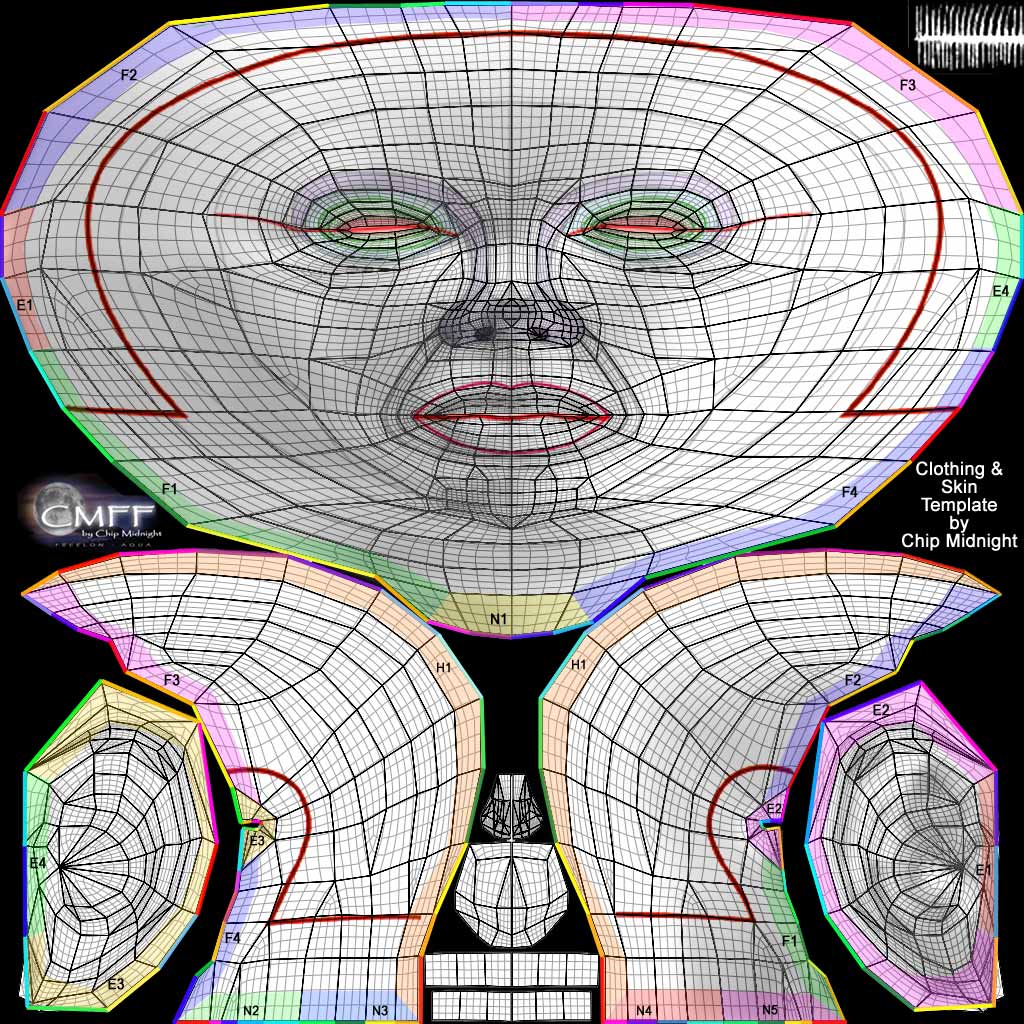 F2
F3
E1
E4
F1
F4
CMFF
by Chip Midnight
Clothing &
Skin
Template
by
Chip Midnight
N1
H1
H1
F3
F2
E2
E2
E3
E4
E1
F4
F1
E3
N2
N3
N4
N5